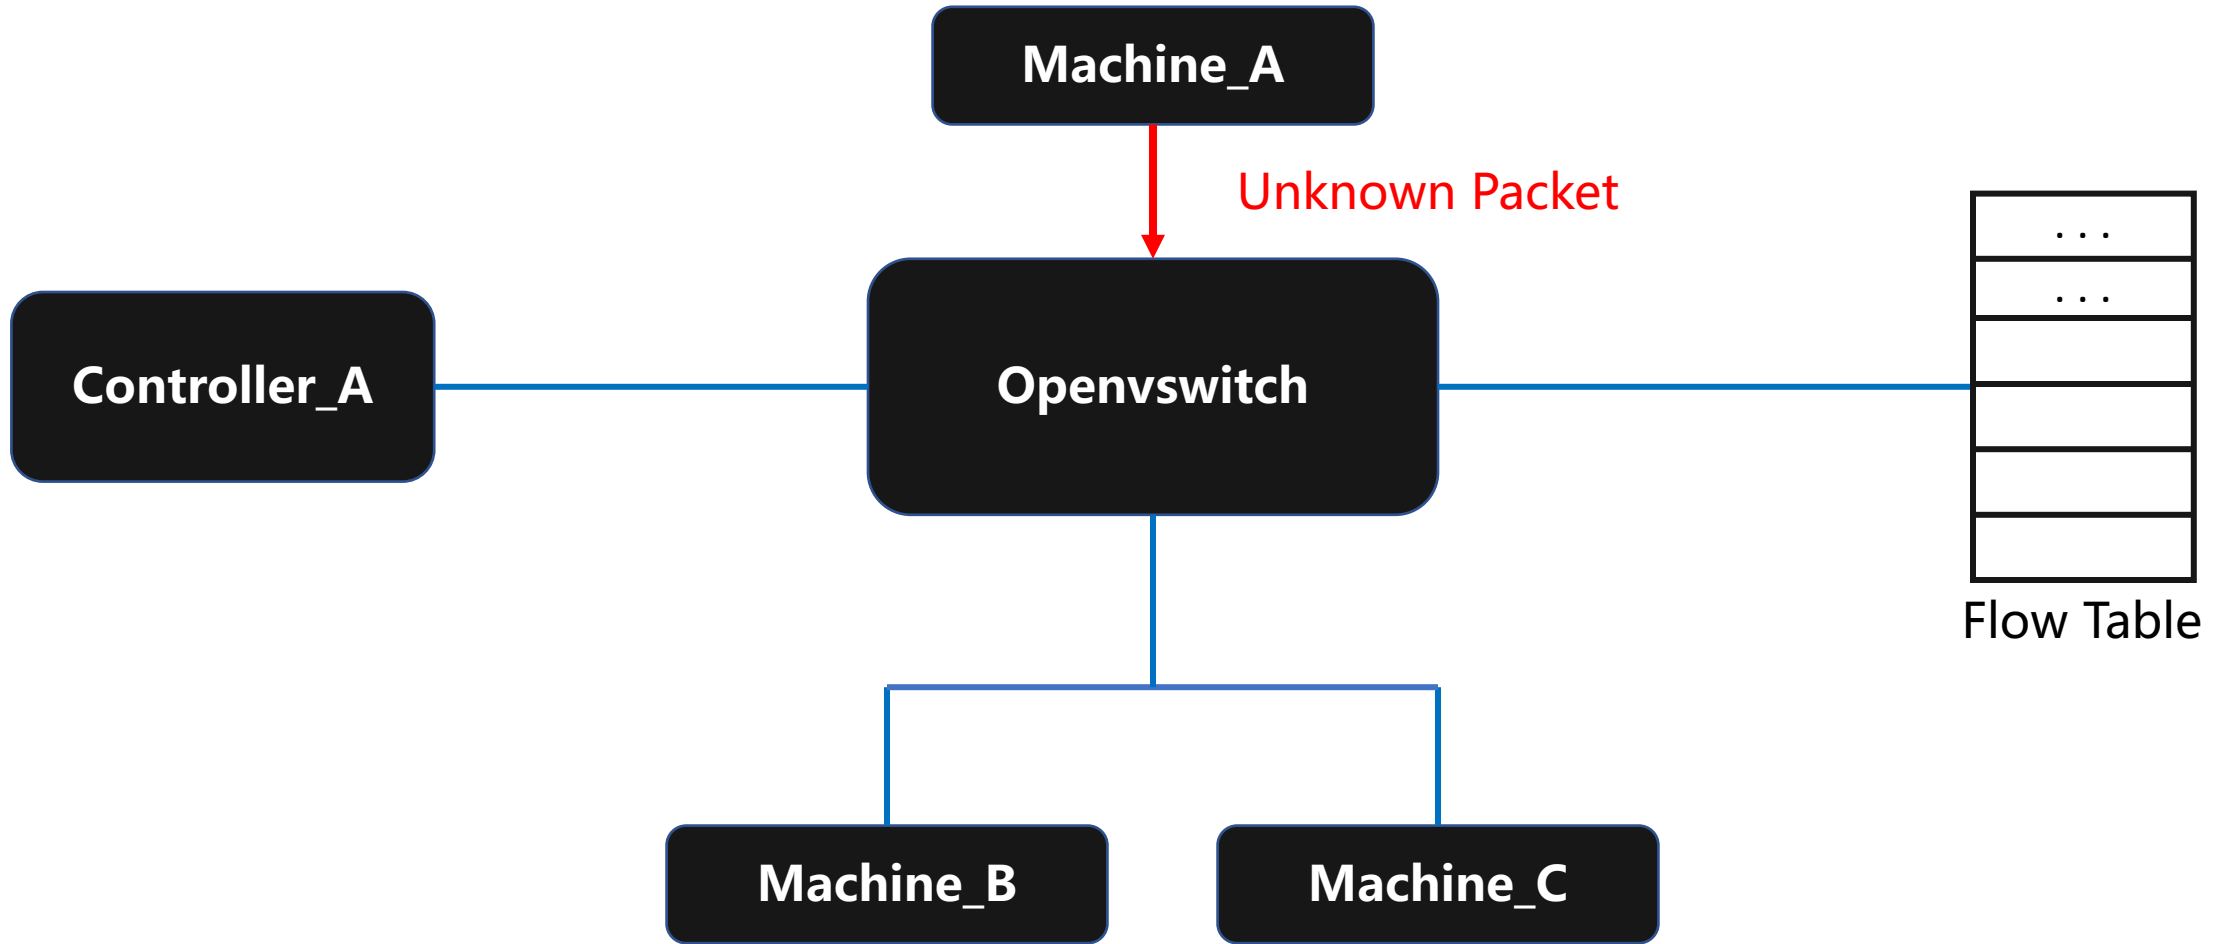 Machine_A
Unknown Packet
. . .
. . .
Controller_A
Openvswitch
Flow Table
Machine_B
Machine_C